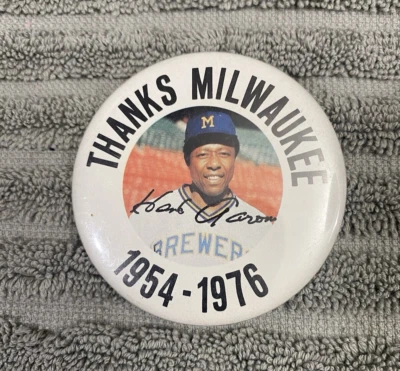 THANKS MILWAUKEE
M
Hank Aaron
BREWER
1954-1976